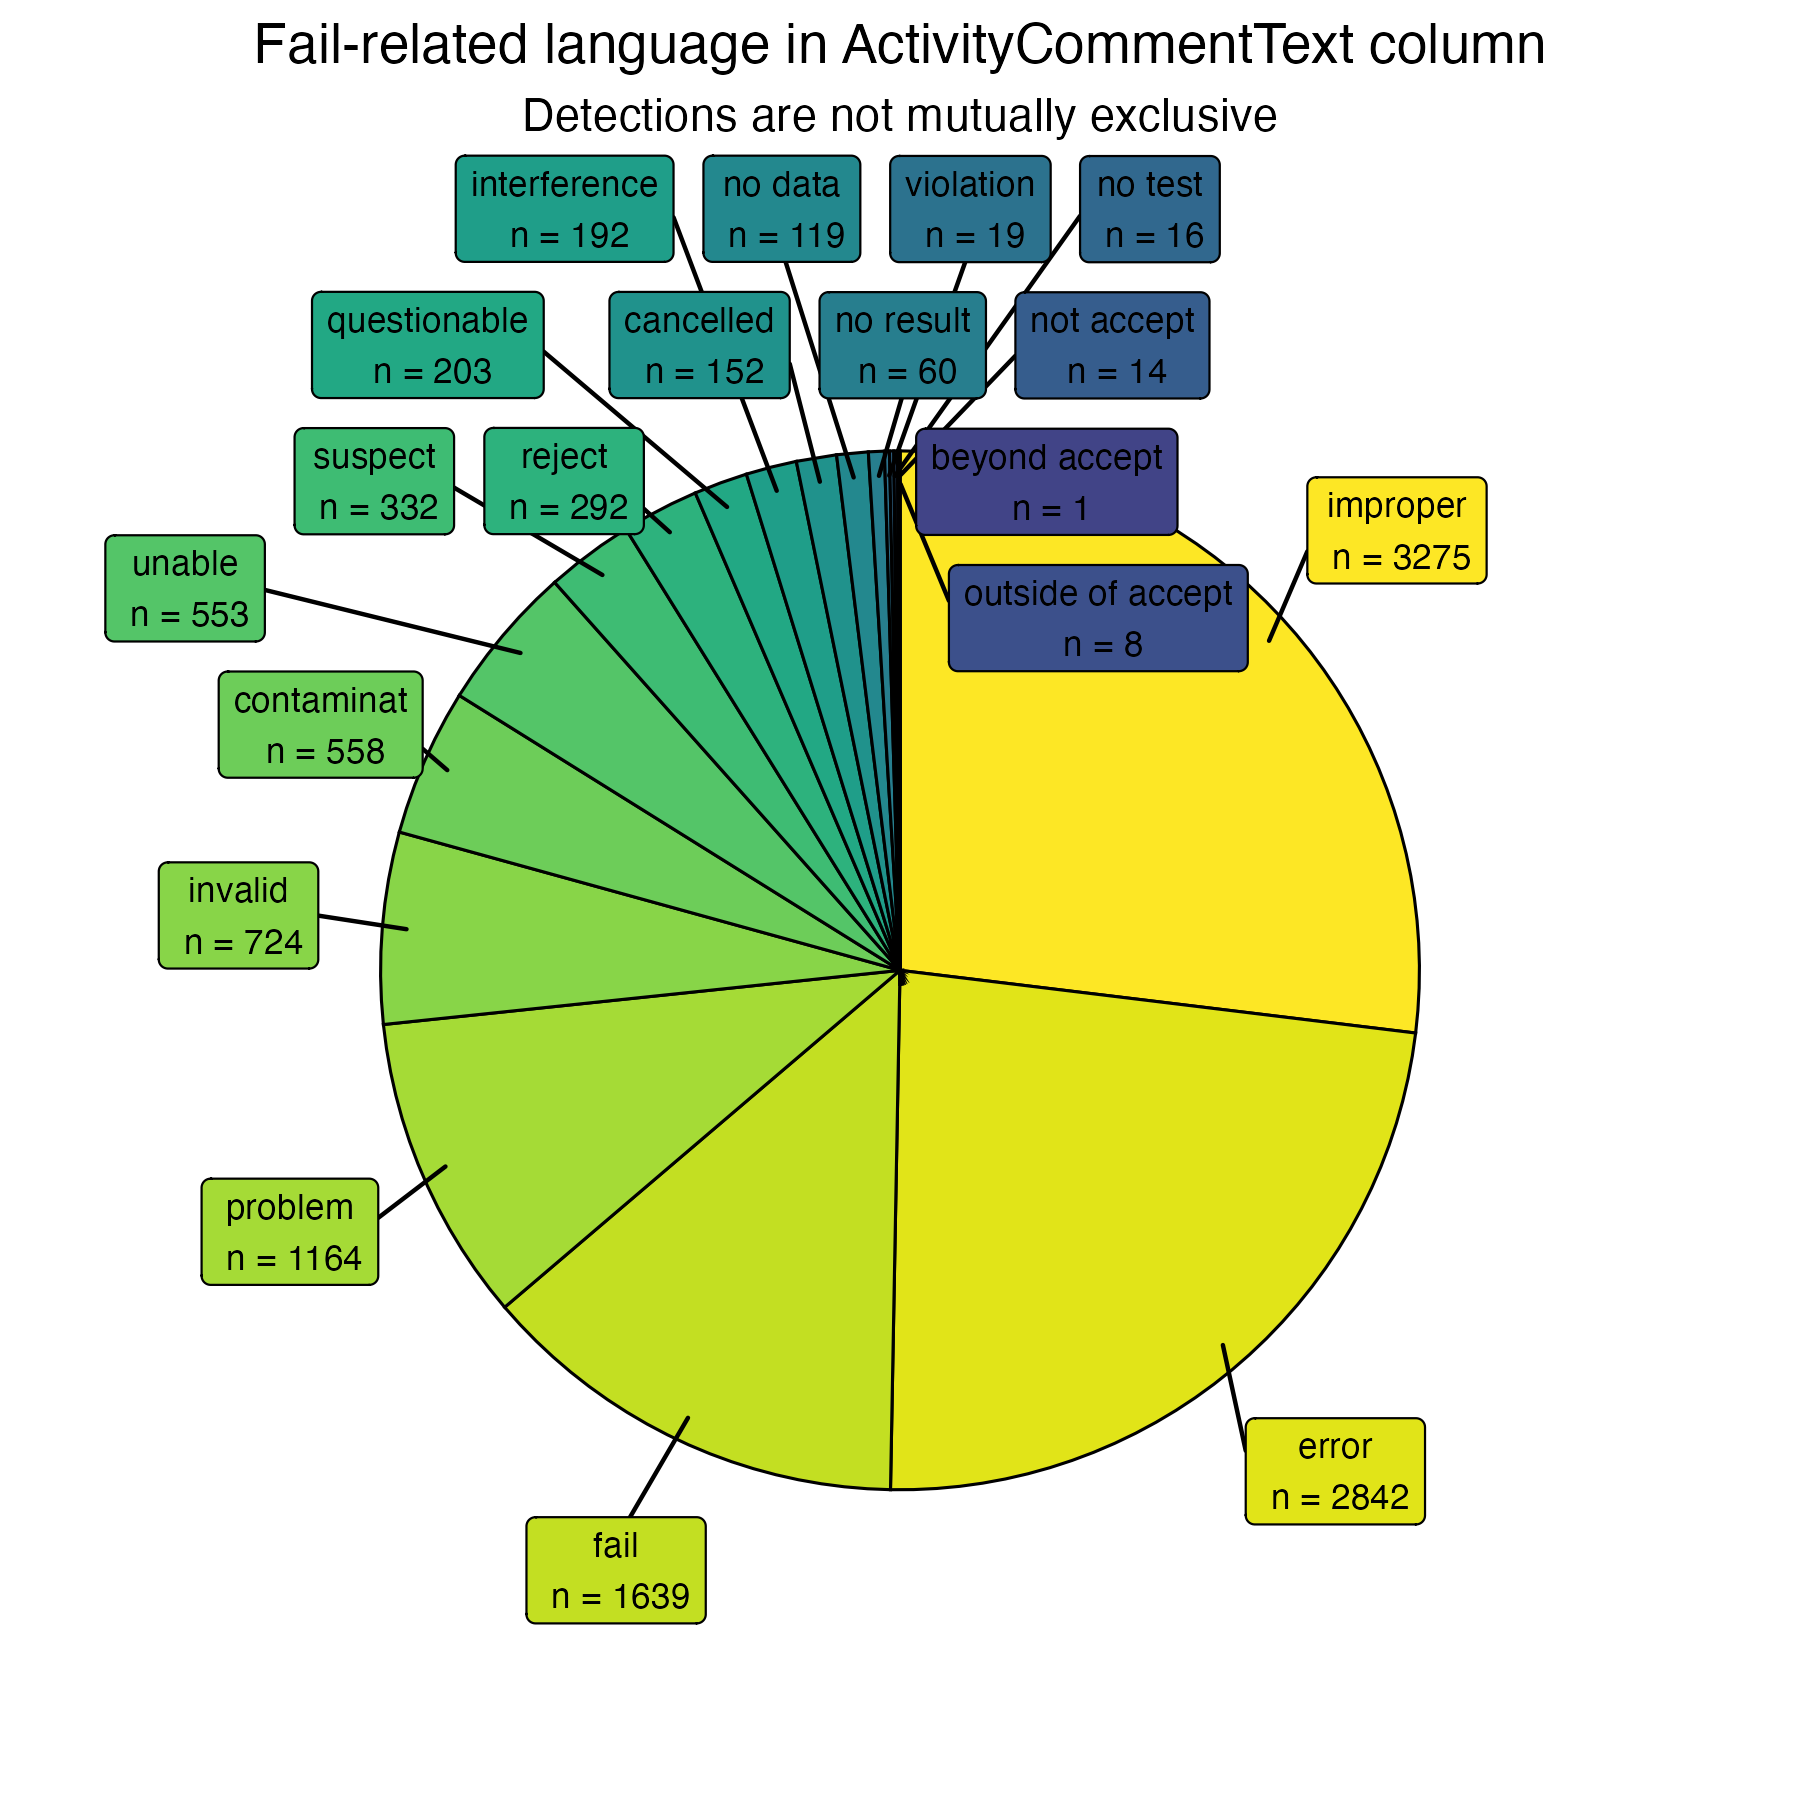 Fail-related language in ActivityCommentText column
Detections are not mutually exclusive
interference
n = 192
no data
n = 119
violation
n = 19
no test
n = 16
questionable
n = 203
cancelled
n = 152
no result
n = 60
not accept
n = 14
suspect
n = 332
reject
n = 292
beyond accept
n = 1
improper
n = 3275
unable
n = 553
outside of accept
n = 8
contaminat
n = 558
invalid
n = 724
problem
n = 1164
error
n = 2842
fail
n = 1639